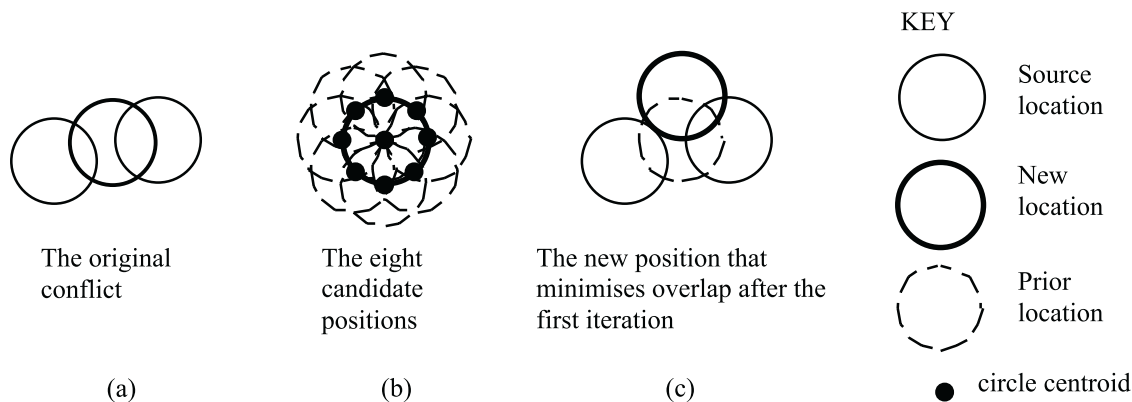 The original
conflict
(a)
The eight
candidate
positions
(b)
The new position that
minimises overlap after the
first iteration
(c)
KEY
Source
location
New
location
Prior
location
circle centroid